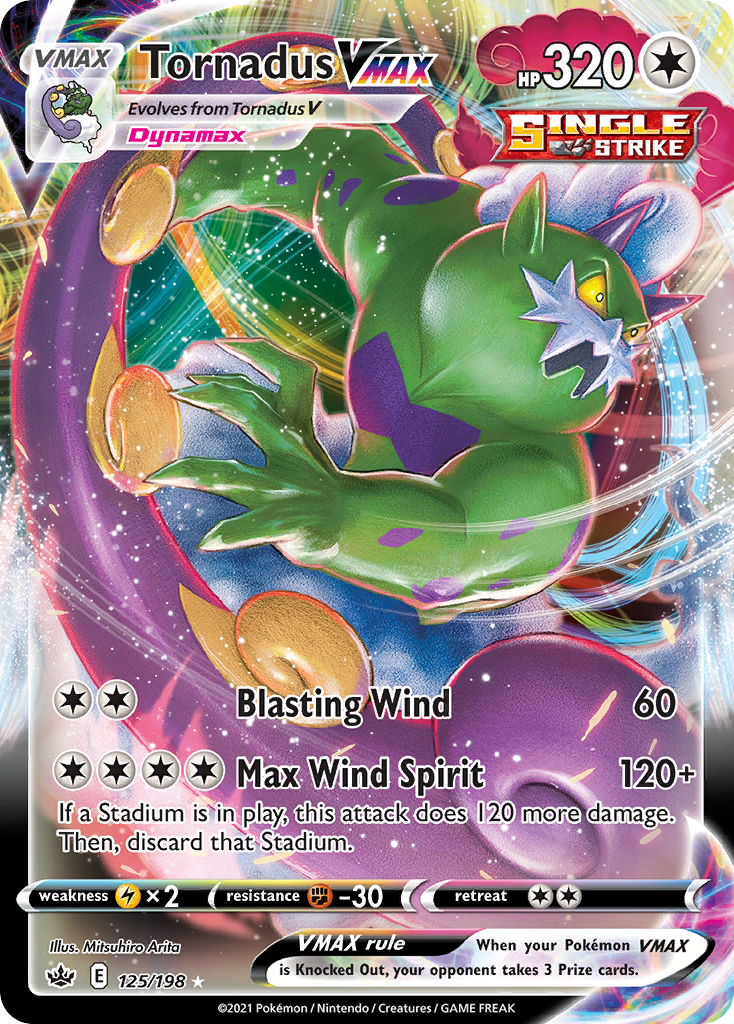 VMAX
Tornadus VMAX
HP 320
Evolves from Tornadus V
Dynamax
SINGLE
STRIKE
Blasting Wind 60
Max Wind Spirit 120+
If a Stadium is in play, this attack does 120 more damage.
Then, discard that Stadium.
weakness ×2 resistance -30 retreat
Illus. Mitsuhiro Arita
VMAX rule When your Pokémon VMAX
is Knocked Out, your opponent takes 3 Prize cards.
E 125/198
©2021 Pokémon / Nintendo / Creatures / GAME FREAK